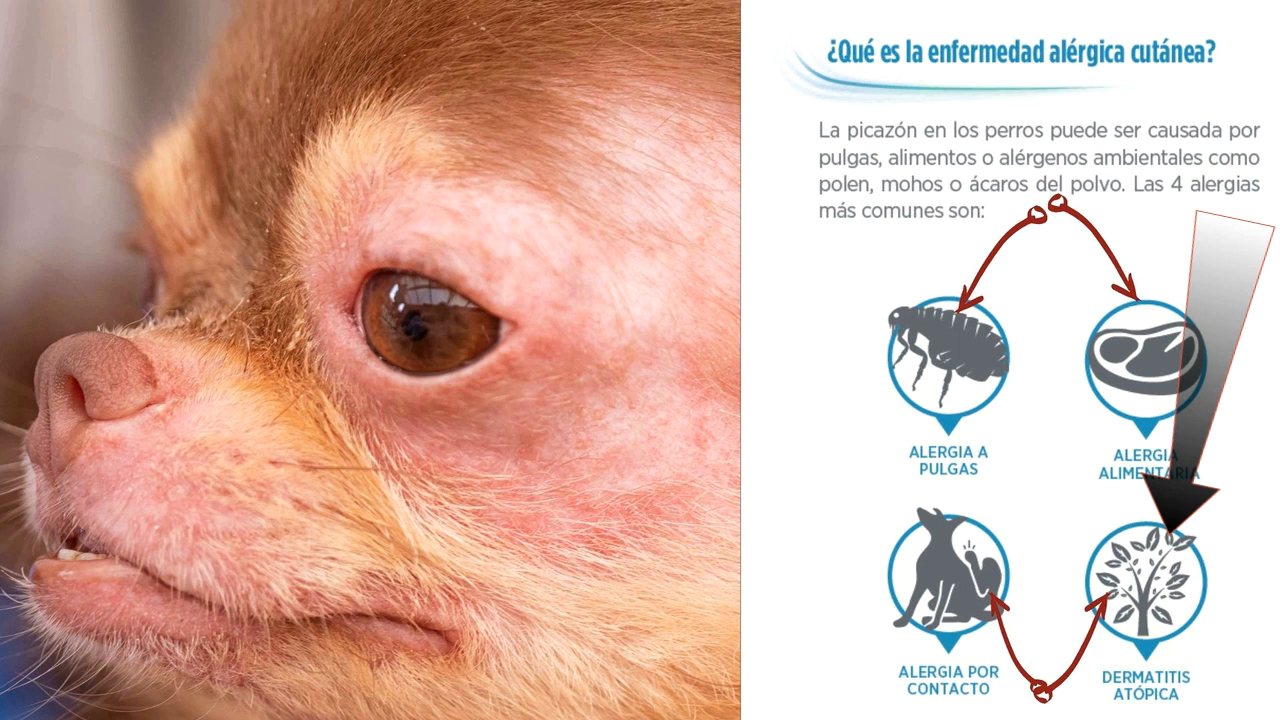 ¿Qué es la enfermedad alérgica cutánea?
La picazón en los perros puede ser causada por
pulgas, alimentos o alérgenos ambientales como
polen, mohos o ácaros del polvo. Las 4 alergias
más comunes son:
ALERGIA A
PULGAS
ALERGIA
ALIMENTARIA
ALERGIA POR
CONTACTO
DERMATITIS
ATÓPICA